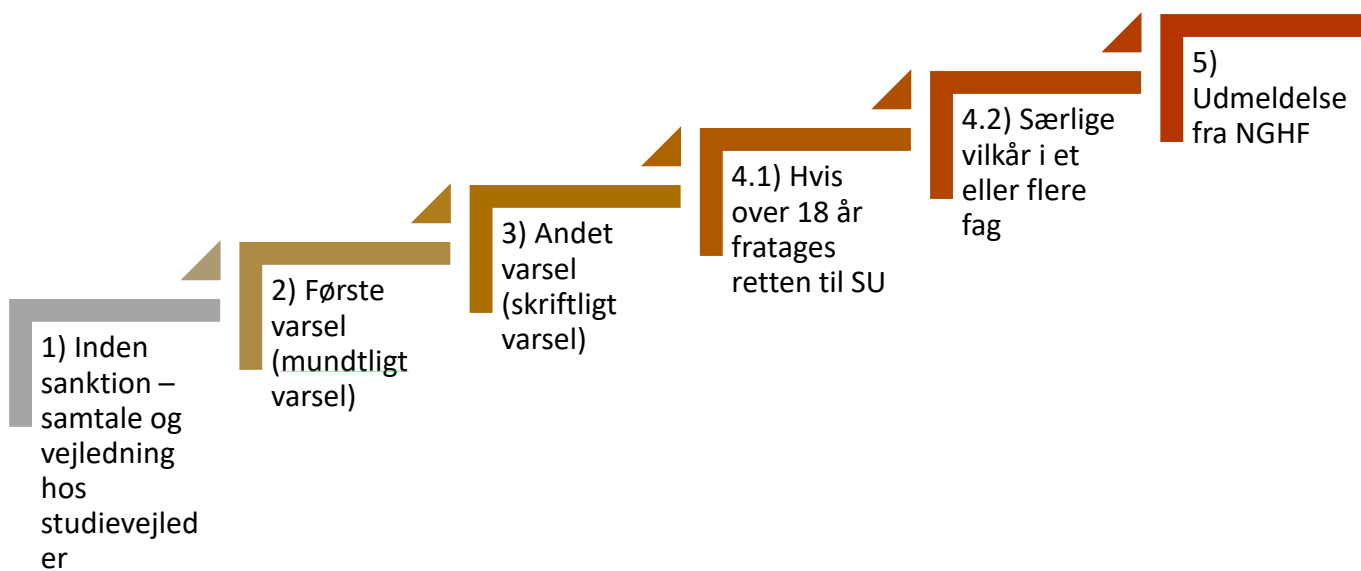 1) Inden
sanktion –
samtale og
vejledning
hos
studievejled
er
2) Første
varsel
(mundtligt
varsel)
3) Andet
varsel
(skriftligt
varsel)
4.1) Hvis
over 18 år
fratages
retten til SU
4.2) Særlige
vilkår i et
eller flere
fag
5)
Udmeldelse
fra NGHF